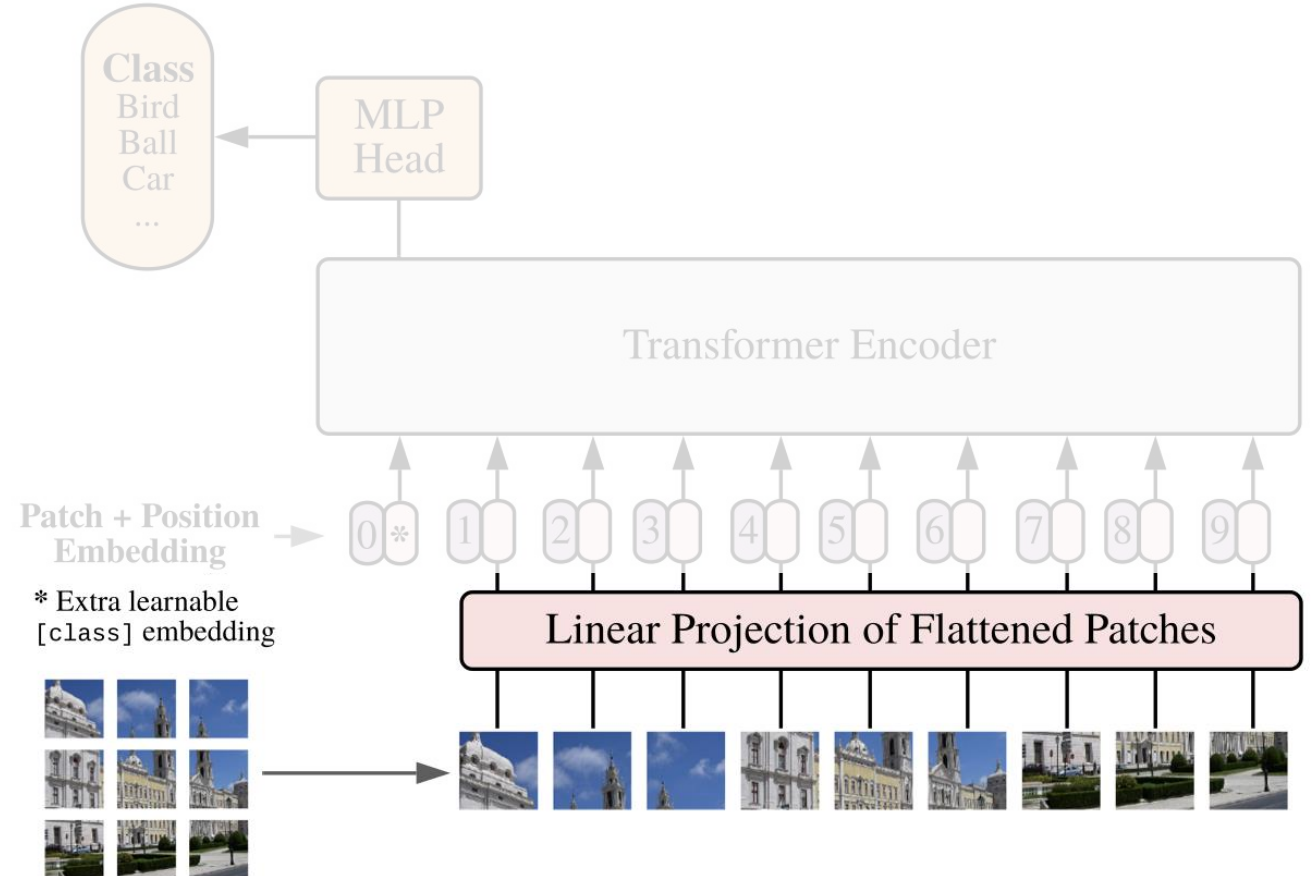 Class
Bird
Ball
Car
...
MLP
Head
Transformer Encoder
Patch + Position
Embedding
0 * 1 2 3 4 5 6 7 8 9
* Extra learnable
[class] embedding
Linear Projection of Flattened Patches